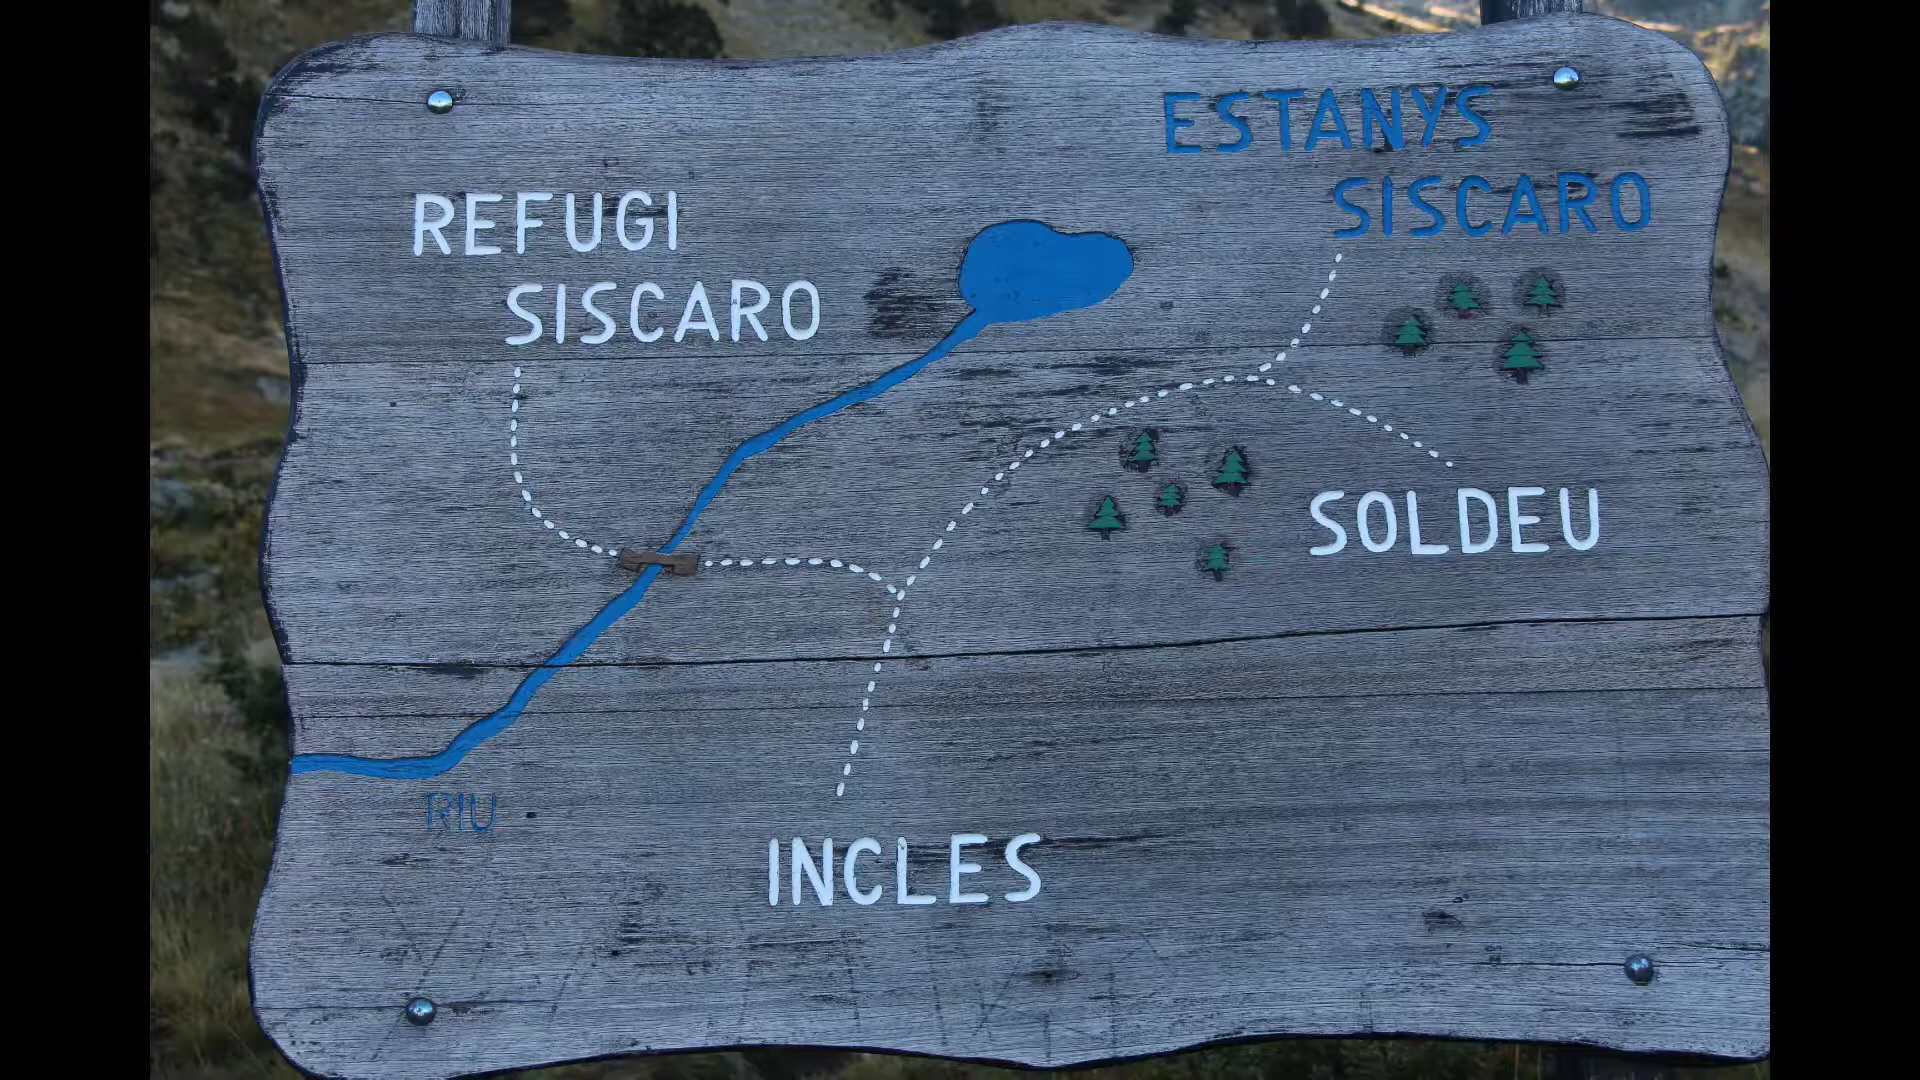 ESTANYS
SISCARO
REFUGI
SISCARO
SOLDEU
RIU
INCLES